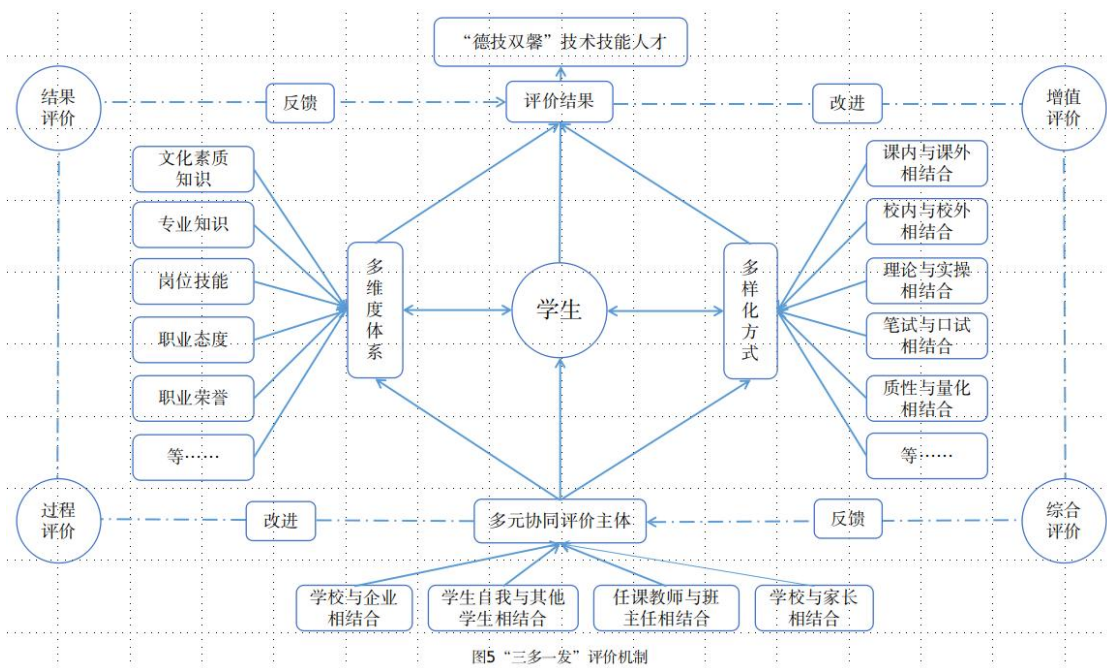 “德技双馨”技术技能人才
结果
评价
反馈
评价结果
改进
增值
评价
文化素质
知识
专业知识
岗位技能
职业态度
职业荣誉
等……
多
维
度
体
系
学生
多
样
化
方
式
课内与课外
相结合
校内与校外
相结合
理论与实操
相结合
笔试与口试
相结合
质性与量化
相结合
等……
过程
评价
改进
多元协同评价主体
反馈
综合
评价
学校与企业
相结合
学生自我与其他
学生相结合
任课教师与班
主任相结合
学校与家长
相结合
图5“三多一发”评价机制